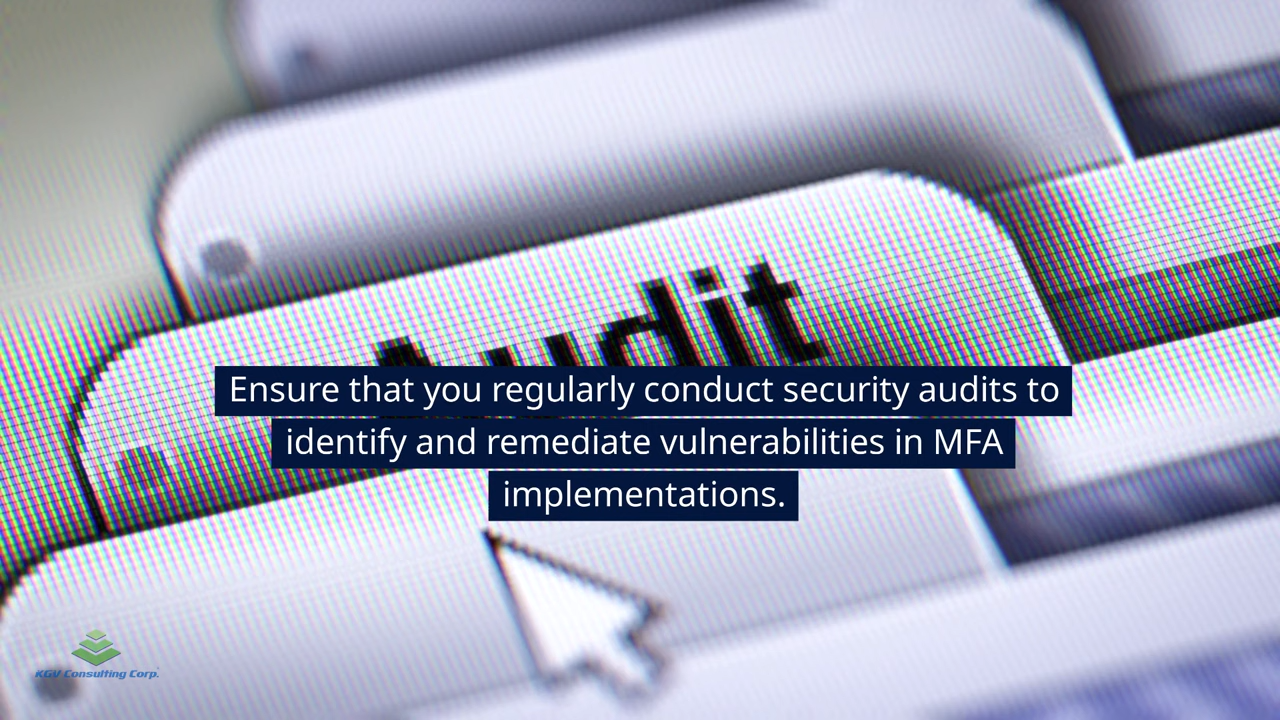 Audit
Ensure that you regularly conduct security audits to
identify and remediate vulnerabilities in MFA
implementations.
KGV Consulting Corp.